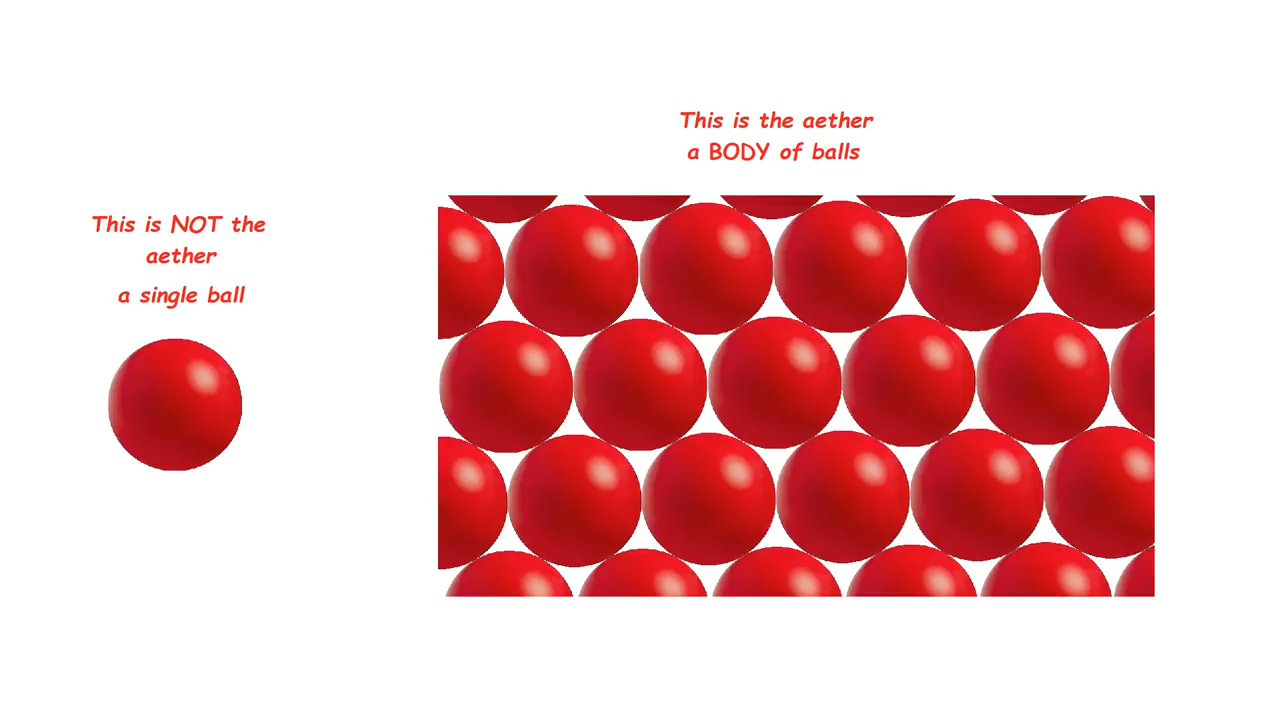 This is NOT the
aether
a single ball
This is the aether
a BODY of balls